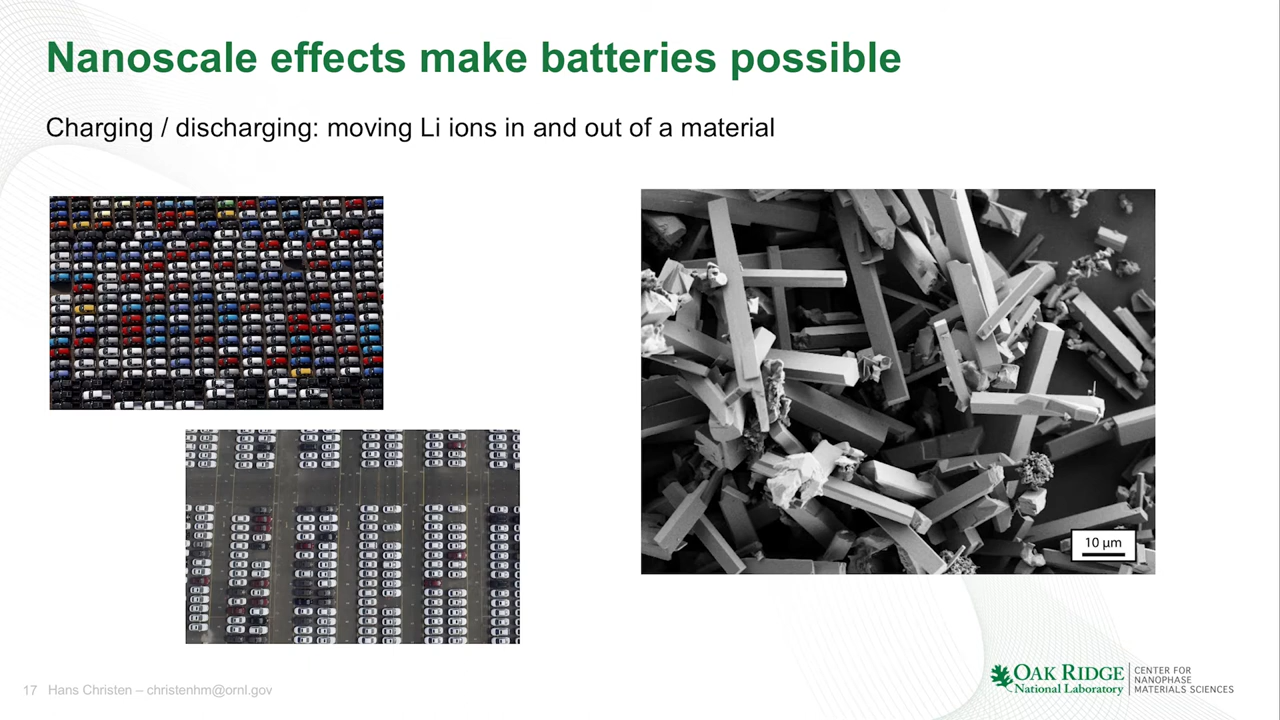 Nanoscale effects make batteries possible
Charging / discharging: moving Li ions in and out of a material
10 µm
17 Hans Christen – christenhm@ornl.gov
OAK RIDGE
National Laboratory
CENTER FOR
NANOPHASE
MATERIALS SCIENCES